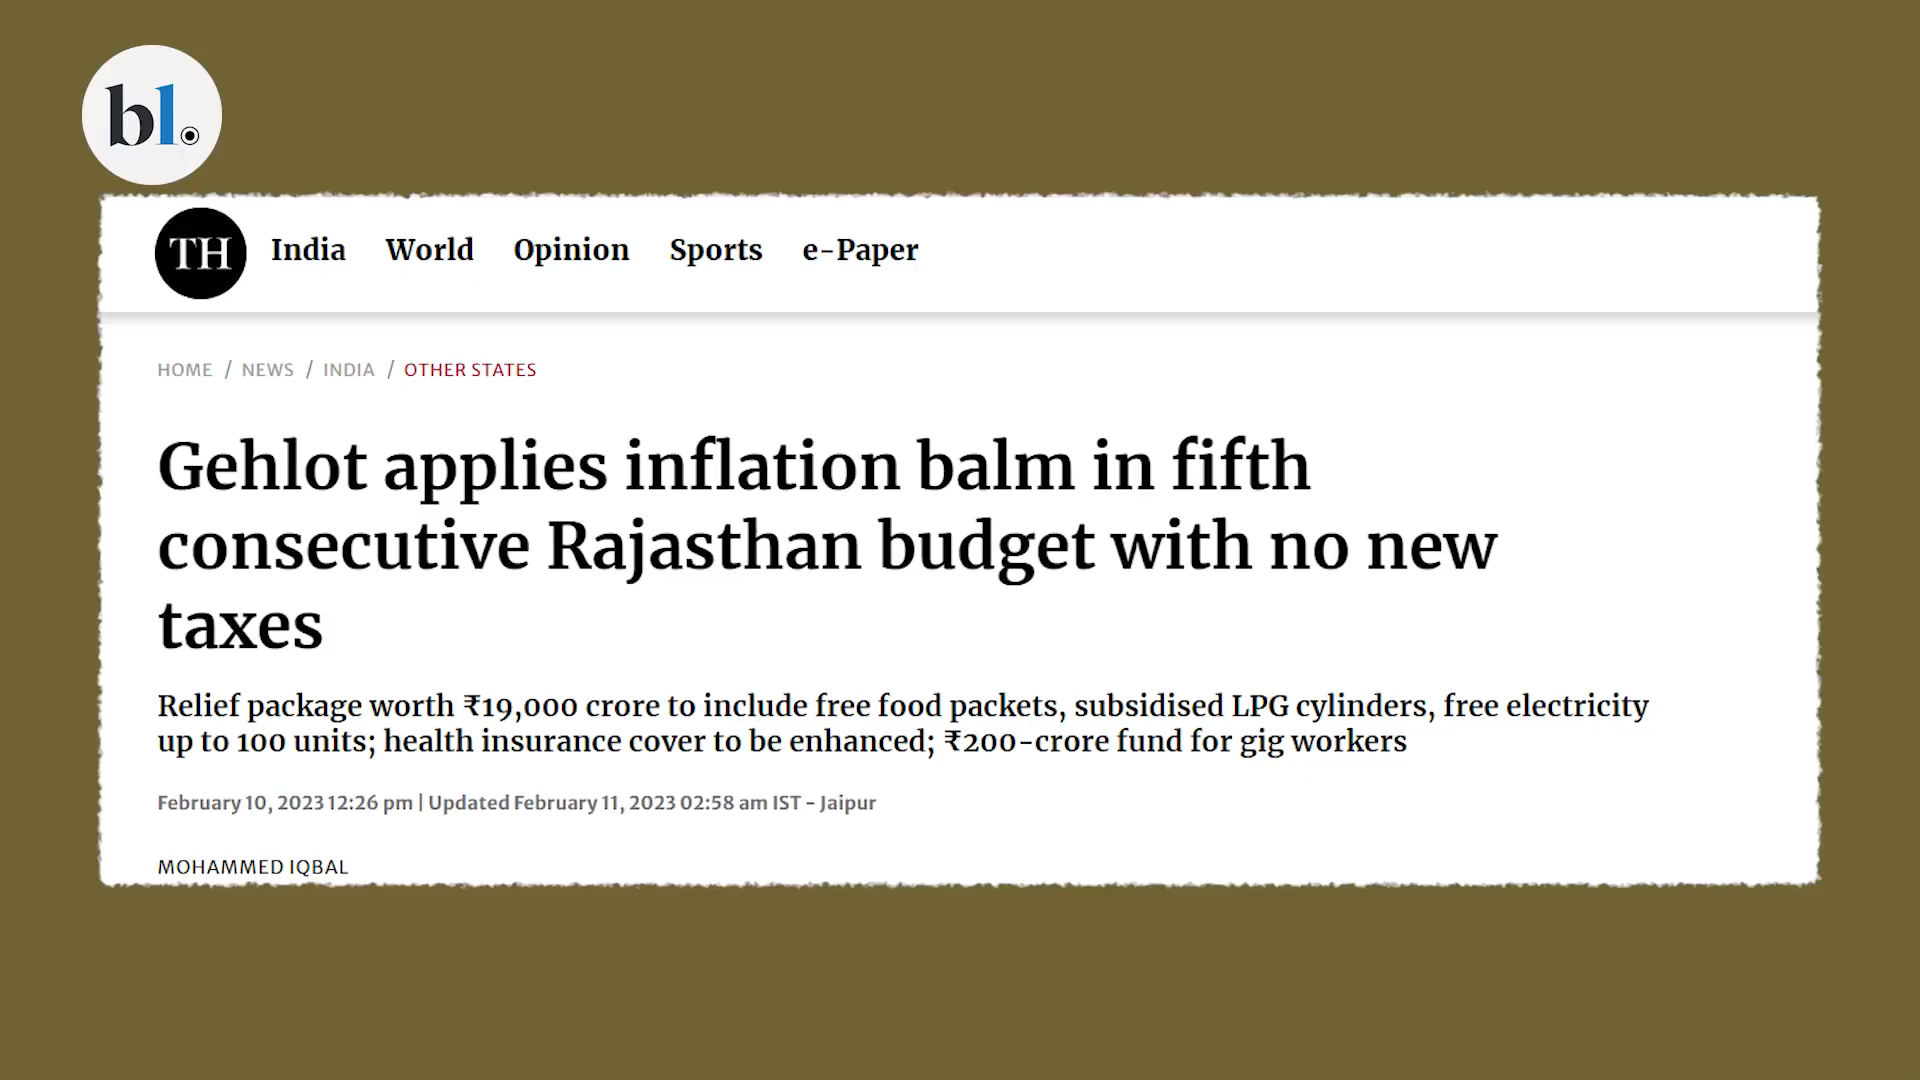 bl.
TH India World Opinion Sports e-Paper
HOME / NEWS / INDIA / OTHER STATES
Gehlot applies inflation balm in fifth
consecutive Rajasthan budget with no new
taxes
Relief package worth ₹19,000 crore to include free food packets, subsidised LPG cylinders, free electricity
up to 100 units; health insurance cover to be enhanced; ₹200-crore fund for gig workers
February 10, 2023 12:26 pm | Updated February 11, 2023 02:58 am IST - Jaipur
MOHAMMED IQBAL